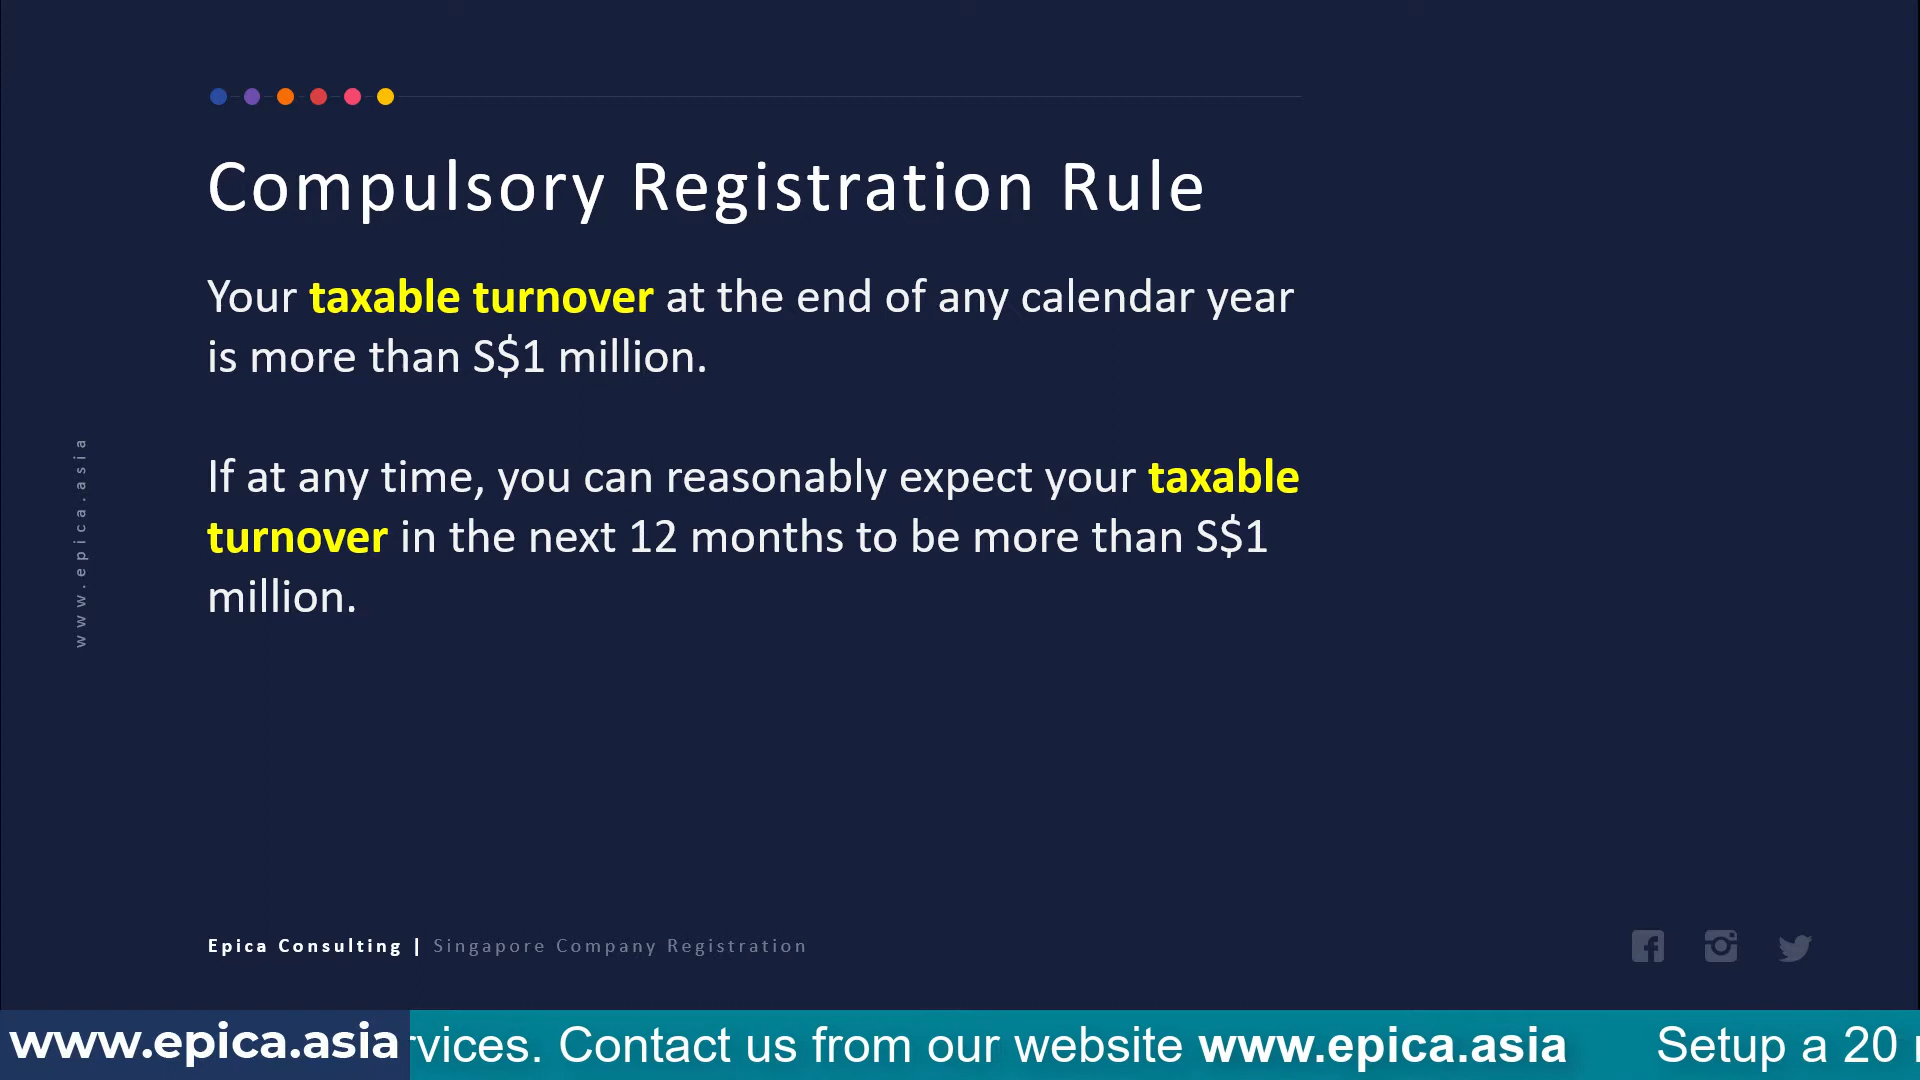 Compulsory Registration Rule
Your taxable turnover at the end of any calendar year
is more than S$1 million.
If at any time, you can reasonably expect your taxable
turnover in the next 12 months to be more than S$1
million.
www.epica.asia
Epica Consulting | Singapore Company Registration
www.epica.asia
rvices. Contact us from our website www.epica.asia Setup a 20